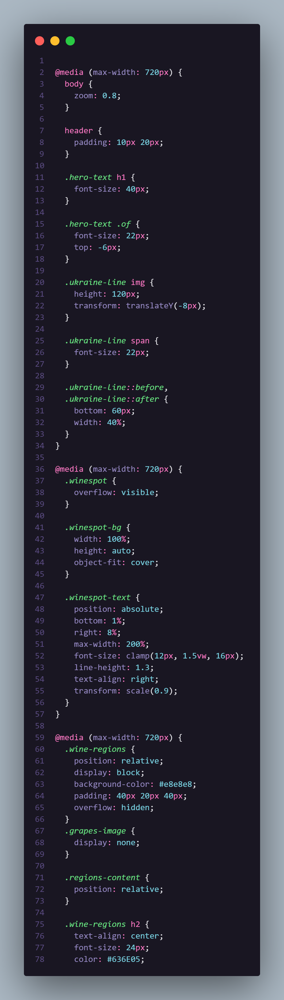 1
2 @media (max-width: 720px) {
3   body {
4     zoom: 0.8;
5   }
6
7   header {
8     padding: 10px 20px;
9   }
10
11   .hero-text h1 {
12     font-size: 40px;
13   }
14
15   .hero-text .of {
16     font-size: 22px;
17     top: -6px;
18   }
19
20   .ukraine-line img {
21     height: 120px;
22     transform: translateY(-8px);
23   }
24
25   .ukraine-line span {
26     font-size: 22px;
27   }
28
29   .ukraine-line::before,
30   .ukraine-line::after {
31     bottom: 60px;
32     width: 40%;
33   }
34 }
35
36 @media (max-width: 720px) {
37   .winespot {
38     overflow: visible;
39   }
40
41   .winespot-bg {
42     width: 100%;
43     height: auto;
44     object-fit: cover;
45   }
46
47   .winespot-text {
48     position: absolute;
49     bottom: 1%;
50     right: 8%;
51     max-width: 200%;
52     font-size: clamp(12px, 1.5vw, 16px);
53     line-height: 1.3;
54     text-align: right;
55     transform: scale(0.9);
56   }
57 }
58
59 @media (max-width: 720px) {
60   .wine-regions {
61     position: relative;
62     display: block;
63     background-color: #e8e8e8;
64     padding: 40px 20px 40px;
65     overflow: hidden;
66   }
67   .grapes-image {
68     display: none;
69   }
70
71   .regions-content {
72     position: relative;
73   }
74
75   .wine-regions h2 {
76     text-align: center;
77     font-size: 24px;
78     color: #636E05;